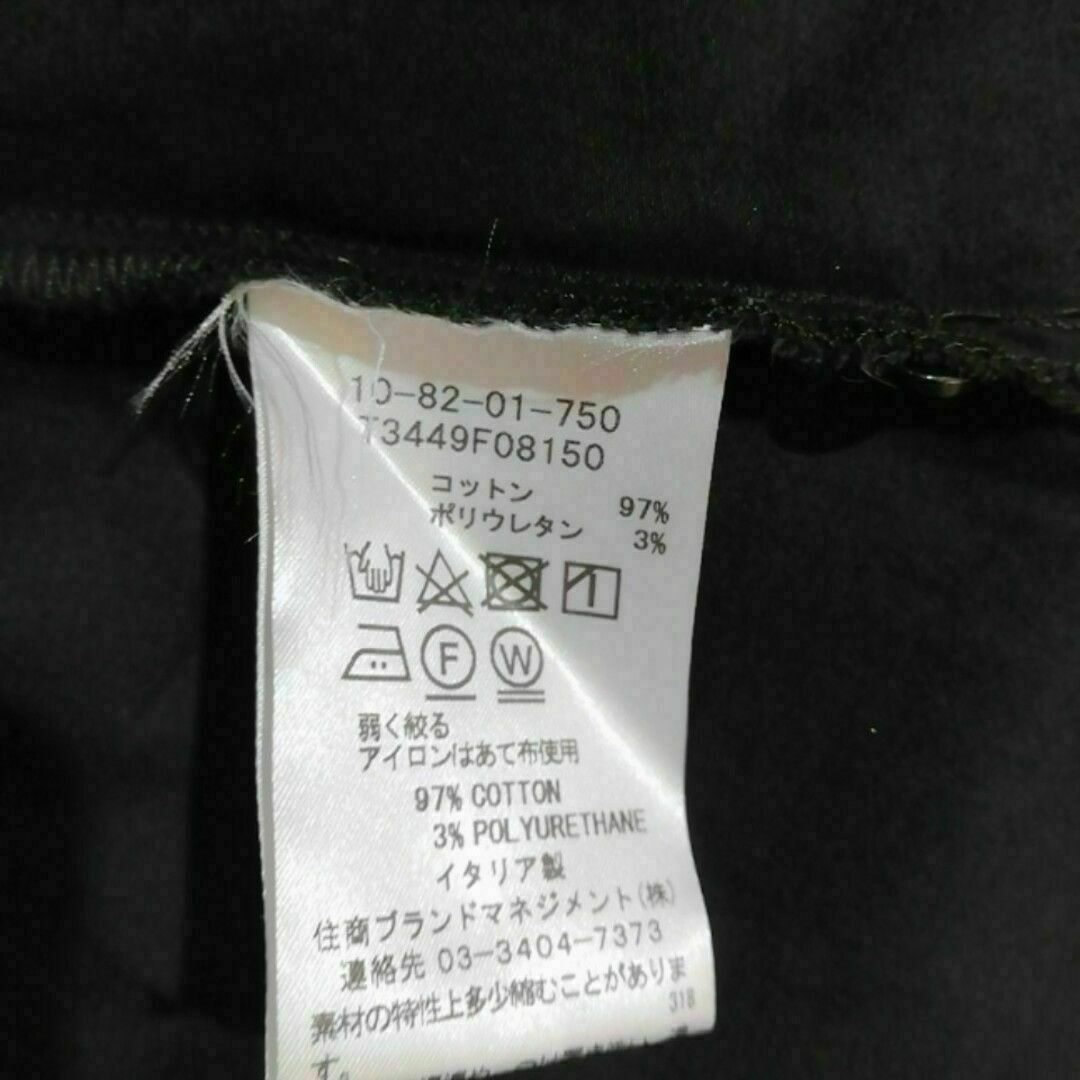 10-82-01-750
T3449F08150
コットン 97%
ポリウレタン 3%
F W
弱く絞る
アイロンはあて布使用
97% COTTON
3% POLYURETHANE
イタリア製
住商ブランドマネジメント(株)
連絡先 03-3404-7373
素材の特性上多少縮むことがありま
318
す。